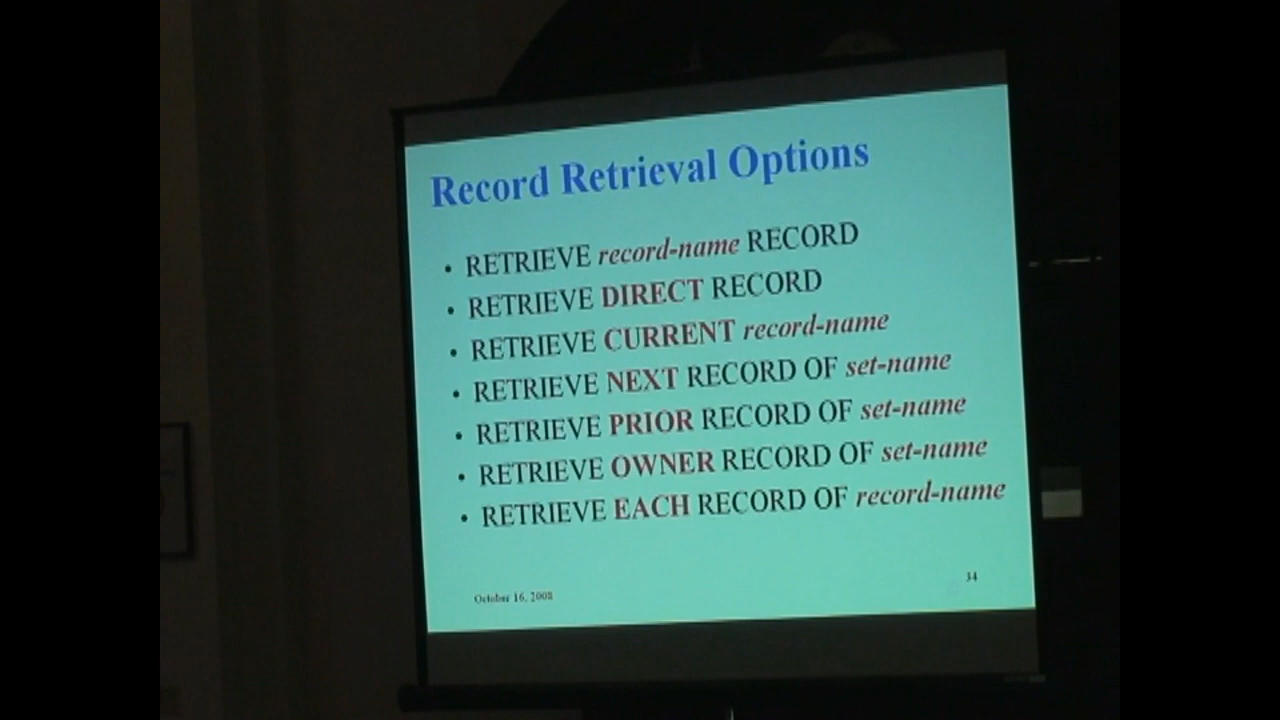 Record Retrieval Options
• RETRIEVE record-name RECORD
• RETRIEVE DIRECT RECORD
• RETRIEVE CURRENT record-name
• RETRIEVE NEXT RECORD OF set-name
• RETRIEVE PRIOR RECORD OF set-name
• RETRIEVE OWNER RECORD OF set-name
• RETRIEVE EACH RECORD OF record-name
October 16, 2008
34